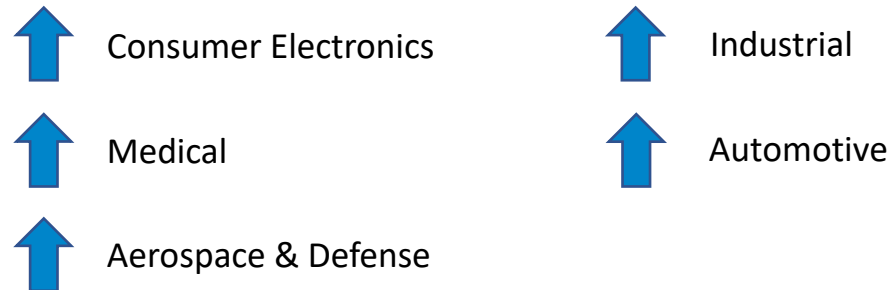 Consumer Electronics
Medical
Aerospace & Defense
Industrial
Automotive